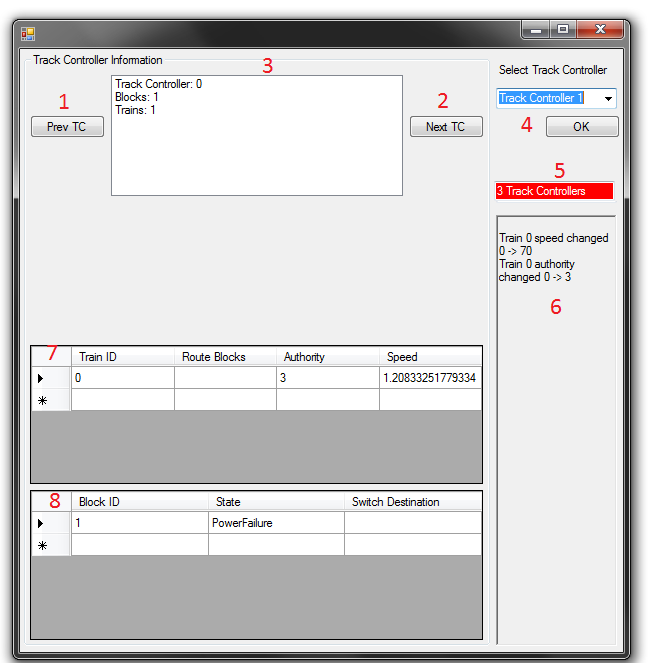 Track Controller Information
3
Select Track Controller
Track Controller: 0
Blocks: 1
Trains: 1
1
2
Track Controller 1
Prev TC
Next TC
4
OK
5
3 Track Controllers
Train 0 speed changed
0 -> 70
Train 0 authority
changed 0 -> 3
6
7
Train ID Route Blocks Authority Speed
0 3 1.20833251779334
8
Block ID State Switch Destination
1 PowerFailure